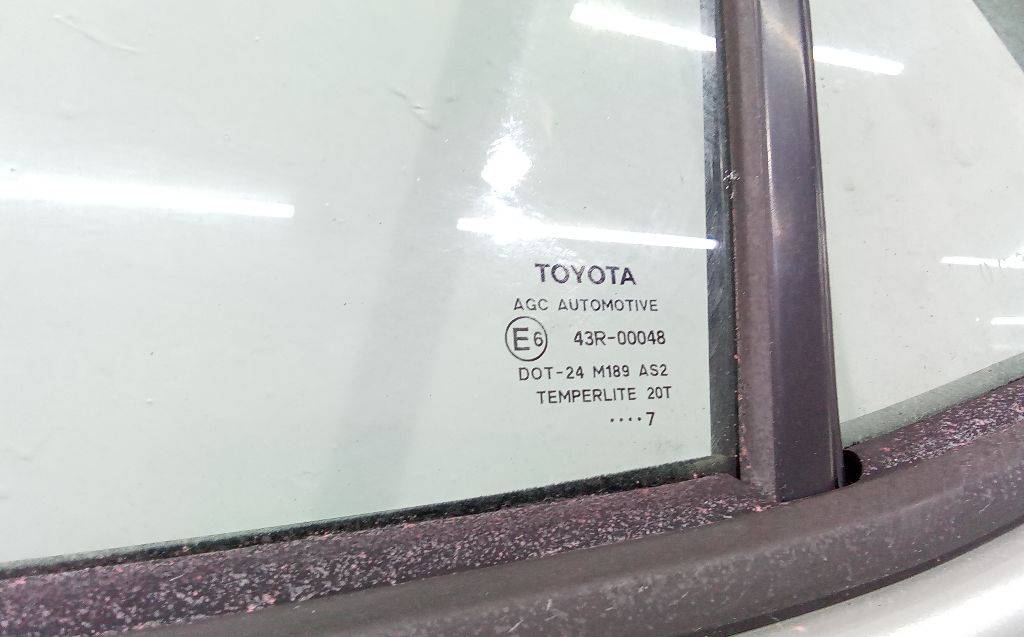 TOYOTA
AGC AUTOMOTIVE
E6 43R-00048
DOT-24 M189 AS2
TEMPERLITE 20T
····7